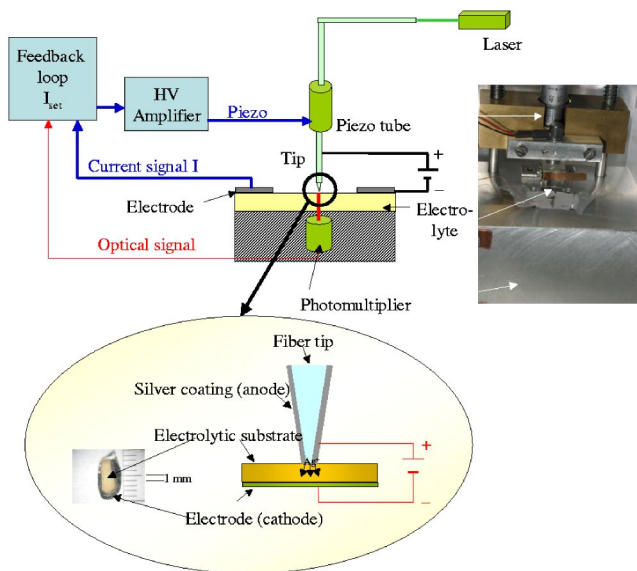 Laser
Feedback
loop
I_set
HV
Amplifier
Piezo
Piezo tube
Tip
+
Current signal I
−
Electrode
Electro-
lyte
Optical signal
Photomultiplier
Fiber tip
Silver coating (anode)
Electrolytic substrate
Ag+
+
1 mm
−
Electrode (cathode)